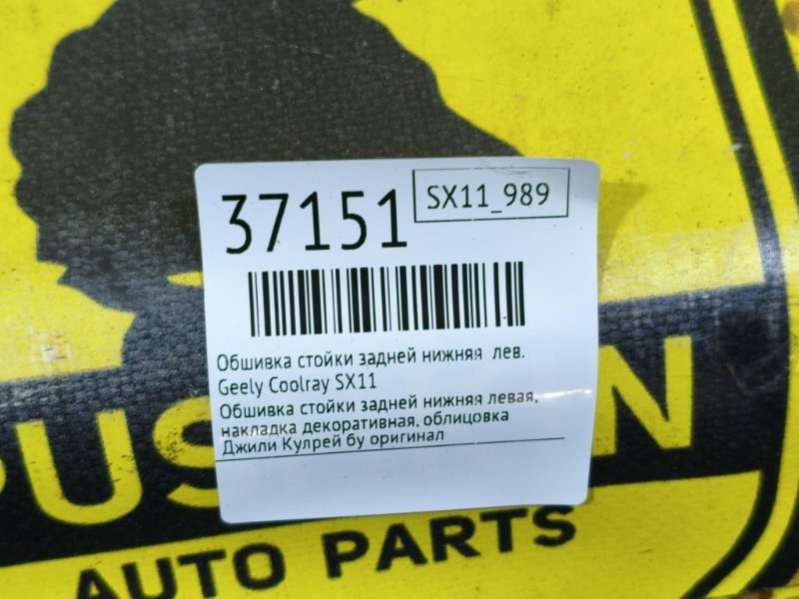 37151
SX11_989
Обшивка стойки задней нижняя лев.
Geely Coolray SX11
Обшивка стойки задней нижняя левая,
накладка декоративная, облицовка
Джили Кулрей бу оригинал
AUTO PARTS